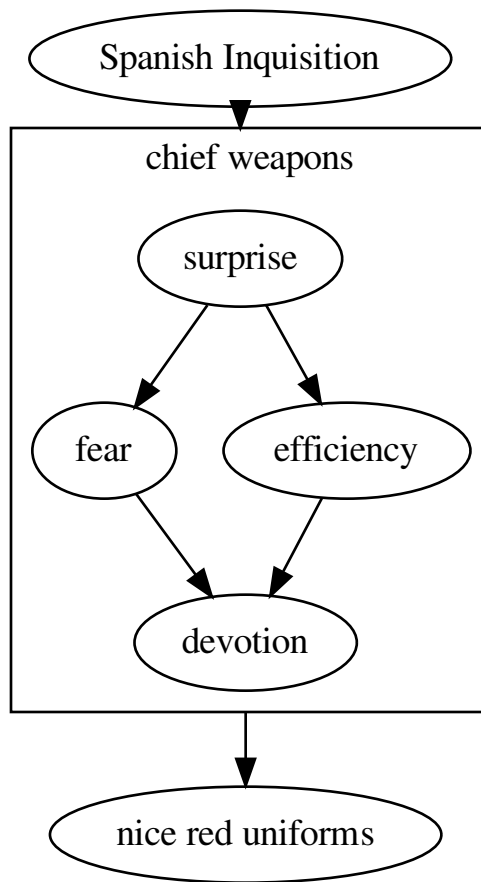 Spanish Inquisition
chief weapons
surprise
fear
efficiency
devotion
nice red uniforms